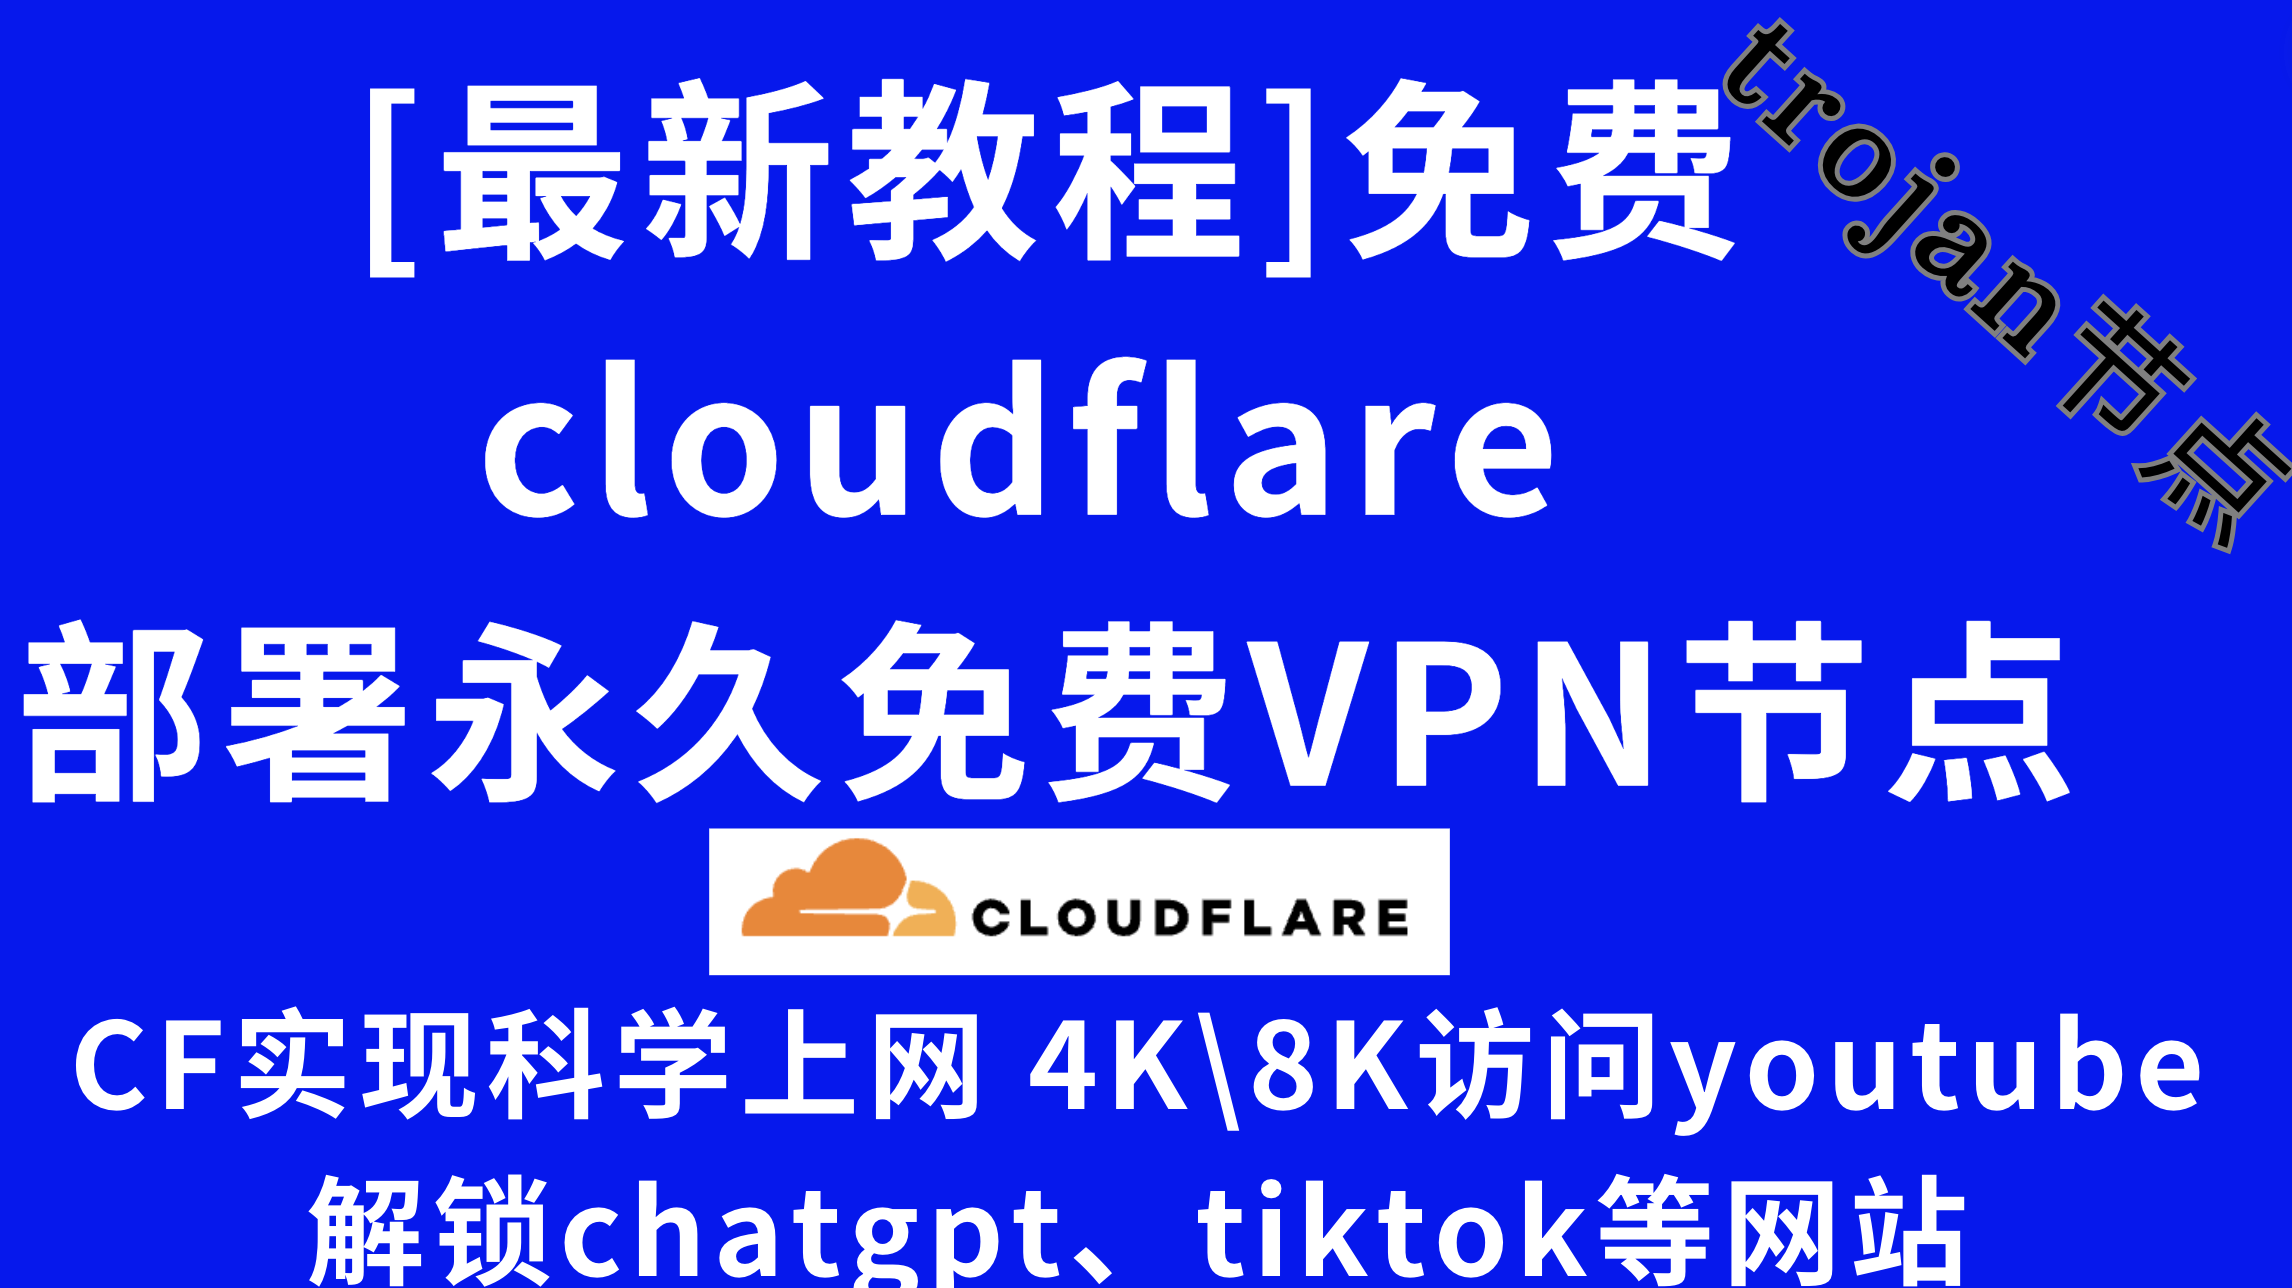 [最新教程]免费
trojan节点
cloudflare
部署永久免费VPN节点
CLOUDFLARE
CF实现科学上网 4K\8K访问youtube
解锁chatgpt、tiktok等网站